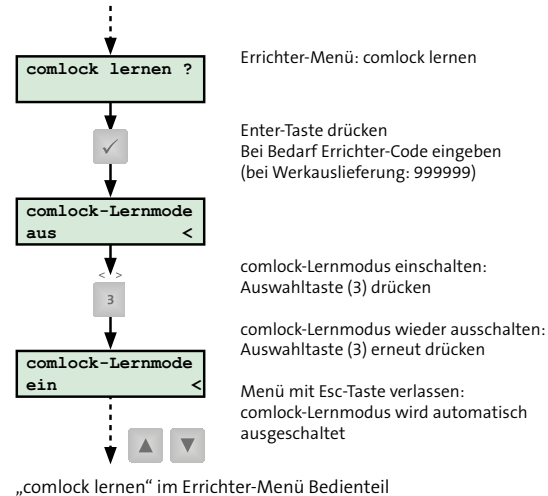 comlock lernen ?
Errichter-Menü: comlock lernen
Enter-Taste drücken
Bei Bedarf Errichter-Code eingeben
(bei Werkauslieferung: 999999)
comlock-Lernmode
aus <
< >
3
comlock-Lernmodus einschalten:
Auswahltaste (3) drücken
comlock-Lernmodus wieder ausschalten:
Auswahltaste (3) erneut drücken
comlock-Lernmode
ein <
Menü mit Esc-Taste verlassen:
comlock-Lernmodus wird automatisch
ausgeschaltet
„comlock lernen“ im Errichter-Menü Bedienteil